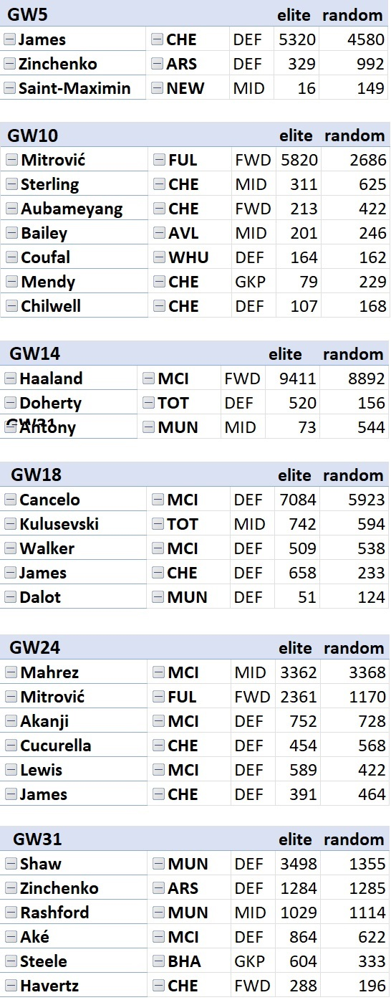 GW5 elite random
James CHE DEF 5320 4580
Zinchenko ARS DEF 329 992
Saint-Maximin NEW MID 16 149
GW10 elite random
Mitrović FUL FWD 5820 2686
Sterling CHE MID 311 625
Aubameyang CHE FWD 213 422
Bailey AVL MID 201 246
Coufal WHU DEF 164 162
Mendy CHE GKP 79 229
Chilwell CHE DEF 107 168
GW14 elite random
Haaland MCI FWD 9411 8892
Doherty TOT DEF 520 156
GW31
Antony MUN MID 73 544
GW18 elite random
Cancelo MCI DEF 7084 5923
Kulusevski TOT MID 742 594
Walker MCI DEF 509 538
James CHE DEF 658 233
Dalot MUN DEF 51 124
GW24 elite random
Mahrez MCI MID 3362 3368
Mitrović FUL FWD 2361 1170
Akanji MCI DEF 752 728
Cucurella CHE DEF 454 568
Lewis MCI DEF 589 422
James CHE DEF 391 464
GW31 elite random
Shaw MUN DEF 3498 1355
Zinchenko ARS DEF 1284 1285
Rashford MUN MID 1029 1114
Aké MCI DEF 864 622
Steele BHA GKP 604 333
Havertz CHE FWD 288 196